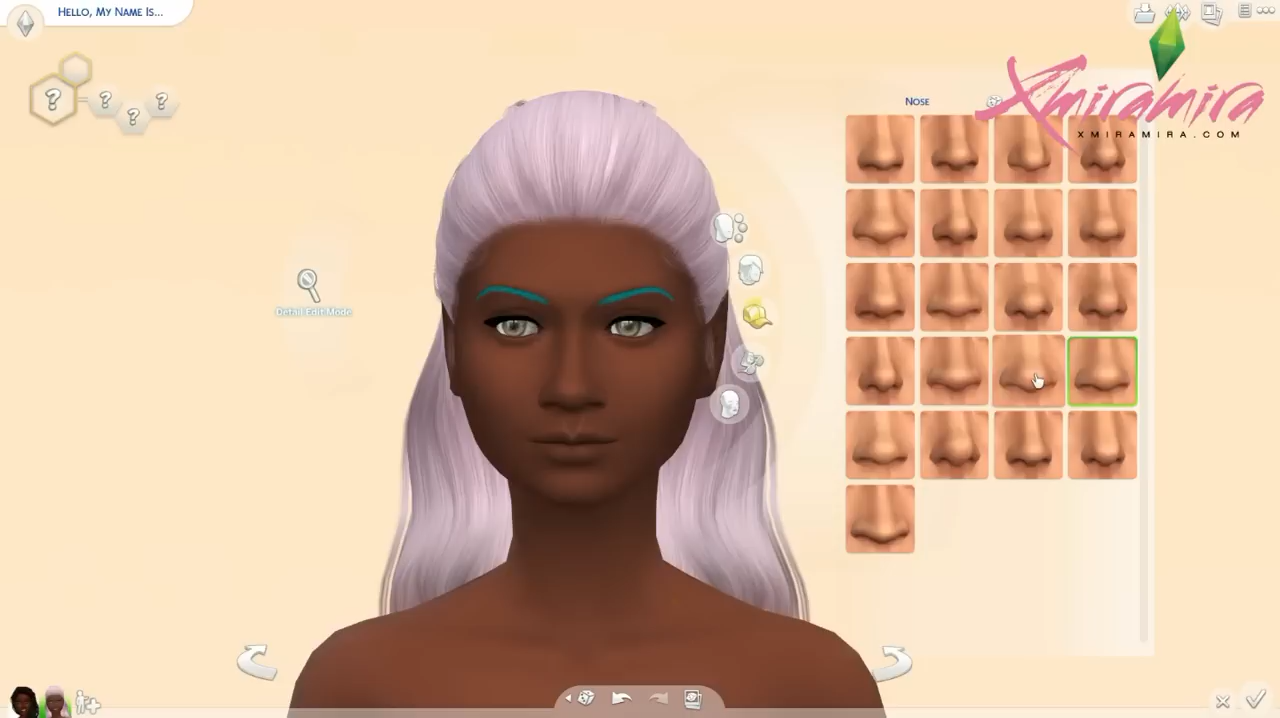 Hello, My Name Is...
Xmiramira
XMIRAMIRA.COM
Nose
Detail Edit Mode
? ? ? ?